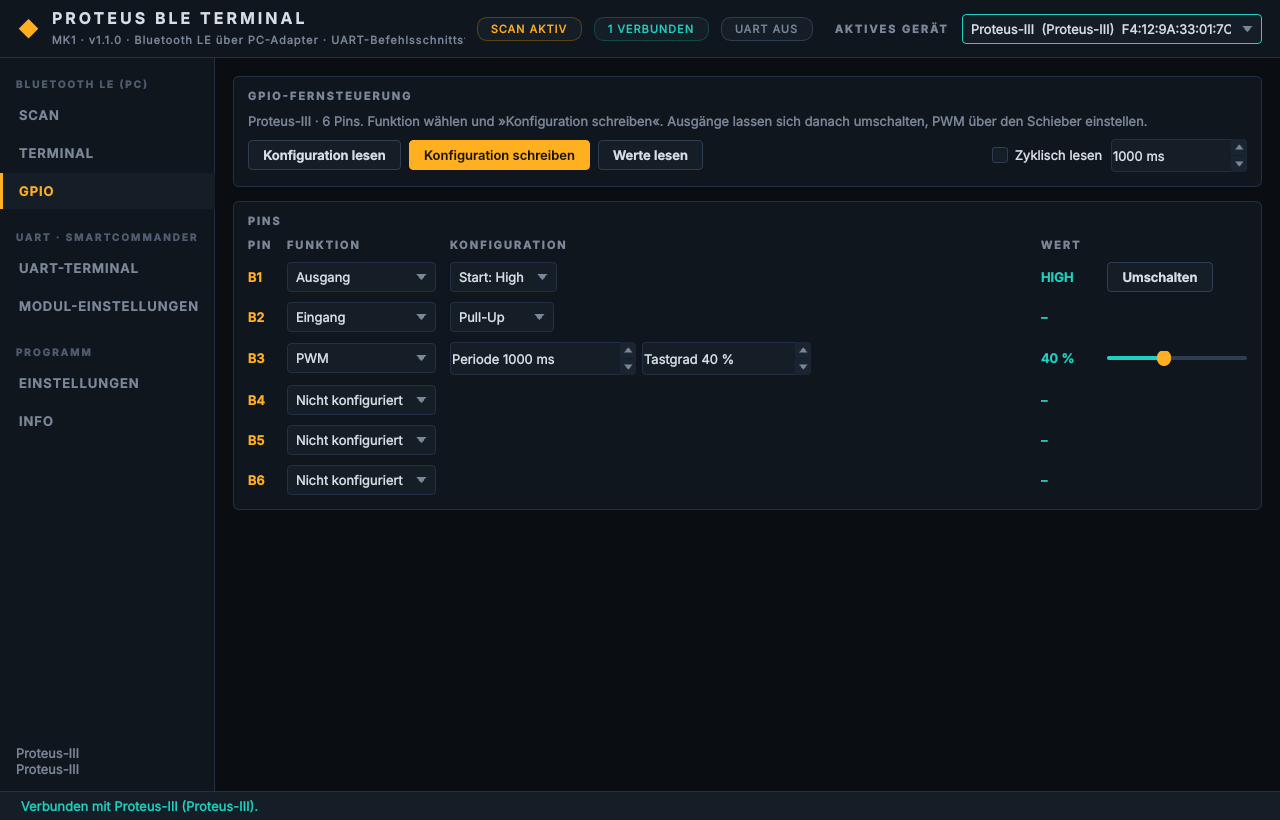 PROTEUS BLE TERMINAL
MK1 · v1.1.0 · Bluetooth LE über PC-Adapter · UART-Befehlsschnitts
SCAN AKTIV
1 VERBUNDEN
UART AUS
AKTIVES GERÄT
Proteus-III (Proteus-III) F4:12:9A:33:01:7C
BLUETOOTH LE (PC)
SCAN
TERMINAL
GPIO
UART · SMARTCOMMANDER
UART-TERMINAL
MODUL-EINSTELLUNGEN
PROGRAMM
EINSTELLUNGEN
INFO
Proteus-III
Proteus-III
GPIO-FERNSTEUERUNG
Proteus-III · 6 Pins. Funktion wählen und »Konfiguration schreiben«. Ausgänge lassen sich danach umschalten, PWM über den Schieber einstellen.
Konfiguration lesen
Konfiguration schreiben
Werte lesen
Zyklisch lesen
1000 ms
PINS
PIN FUNKTION KONFIGURATION WERT
B1 Ausgang Start: High HIGH Umschalten
B2 Eingang Pull-Up –
B3 PWM Periode 1000 ms Tastgrad 40 % 40 %
B4 Nicht konfiguriert –
B5 Nicht konfiguriert –
B6 Nicht konfiguriert –
Verbunden mit Proteus-III (Proteus-III).